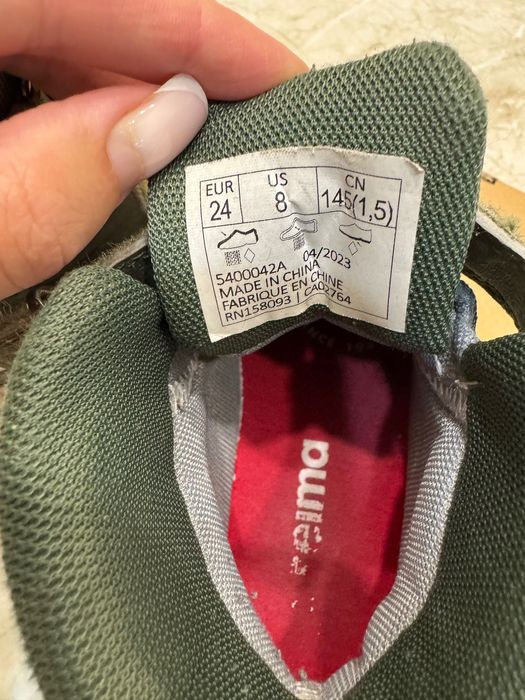 EUR US CN
24 8 145(1,5)
5400042A 04/2023
MADE IN CHINA
FABRIQUE EN CHINE
RN158093 | CA02764